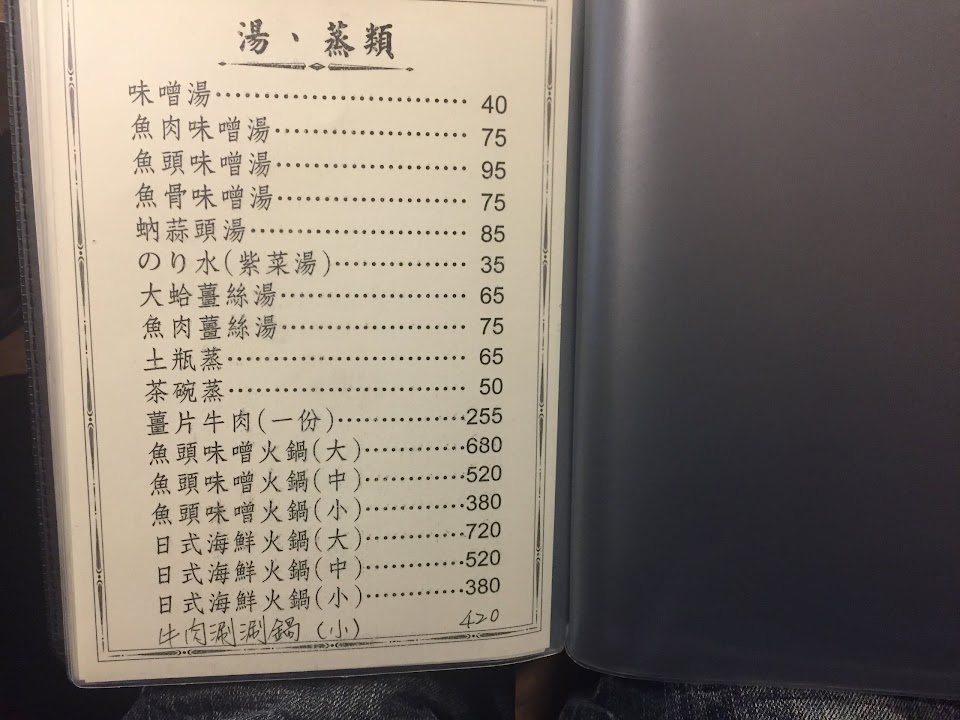 湯、蒸類
味噌湯……………………… 40
魚肉味噌湯………………… 75
魚頭味噌湯………………… 95
魚骨味噌湯………………… 75
蚋蒜頭湯…………………… 85
のり水(紫菜湯)…………… 35
大蛤薑絲湯………………… 65
魚肉薑絲湯………………… 75
土瓶蒸……………………… 65
茶碗蒸……………………… 50
薑片牛肉(一份)……………255
魚頭味噌火鍋(大)…………680
魚頭味噌火鍋(中)…………520
魚頭味噌火鍋(小)…………380
日式海鮮火鍋(大)…………720
日式海鮮火鍋(中)…………520
日式海鮮火鍋(小)…………380
牛肉涮涮鍋(小) 420